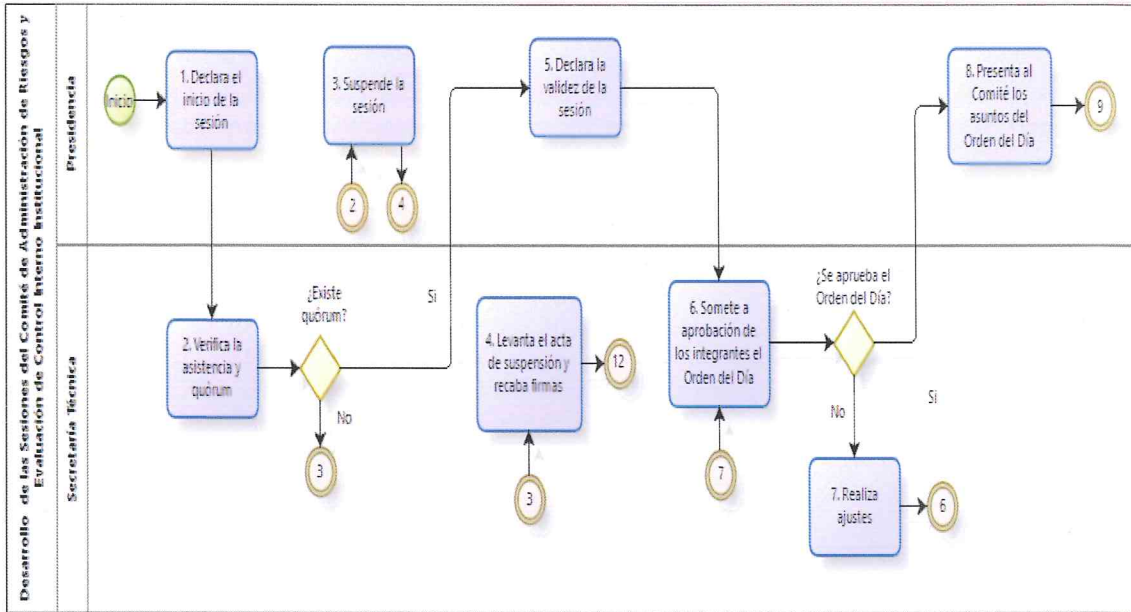 Desarrollo de las Sesiones del Comité de Administración de Riesgos y
Evaluación de Control Interno Institucional
Presidencia
Inicio
1. Declara el
inicio de la
sesión
3. Suspende la
sesión
2
4
5. Declara la
validez de la
sesión
8. Presenta al
Comité los
asuntos del
Orden del Día
9
Secretaría Técnica
2. Verifica la
asistencia y
quórum
¿Existe
quórum?
Si
No
3
4. Levanta el acta
de suspensión y
recaba firmas
12
3
6. Somete a
aprobación de
los integrantes el
Orden del Día
7
¿Se aprueba el
Orden del Día?
No
Si
7. Realiza
ajustes
6